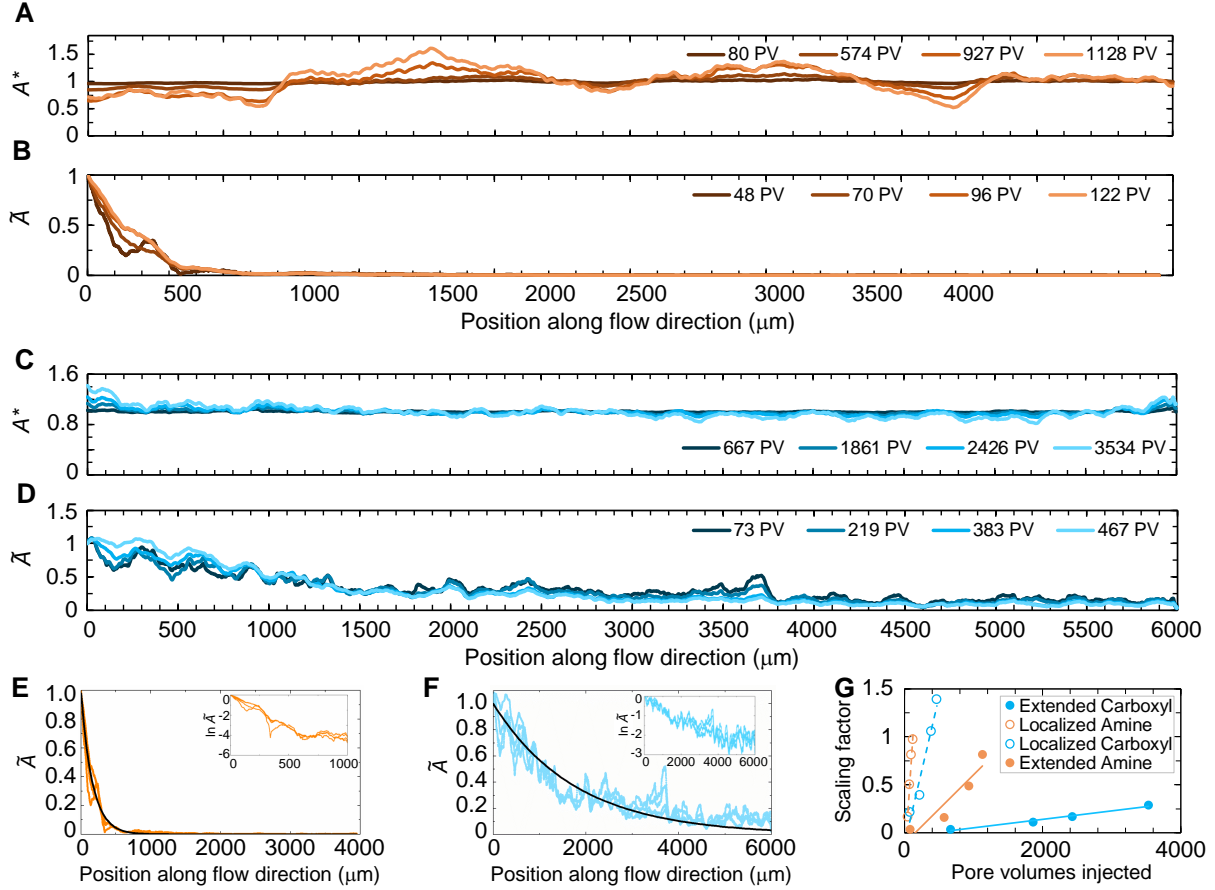 A
1.5
1
0.5
0
A*
80 PV 574 PV 927 PV 1128 PV
B
1
0.5
0
Ã
48 PV 70 PV 96 PV 122 PV
0 500 1000 1500 2000 2500 3000 4000
Position along flow direction (μm)
C
1.6
0.8
0
A*
667 PV 1861 PV 2426 PV 3534 PV
D
1.5
1
0.5
0
Ã
73 PV 219 PV 383 PV 467 PV
0 500 1000 1500 2000 2500 3000 3500 4000 4500 5000 5500 6000
Position along flow direction (μm)
E
1.0
0.8
0.6
0.4
0.2
0
Ã
0
-2
-4
-6
ln Ã
0 500 1000
0 1000 2000 3000 4000
Position along flow direction (μm)
F
1.0
0.8
0.6
0.4
0.2
0
Ã
0
-1
-2
-3
ln Ã
0 2000 4000 6000
0 2000 4000 6000
Position along flow direction (μm)
G
1.5
1
0.5
0
Scaling factor
Extended Carboxyl
Localized Amine
Localized Carboxyl
Extended Amine
0 2000 4000
Pore volumes injected